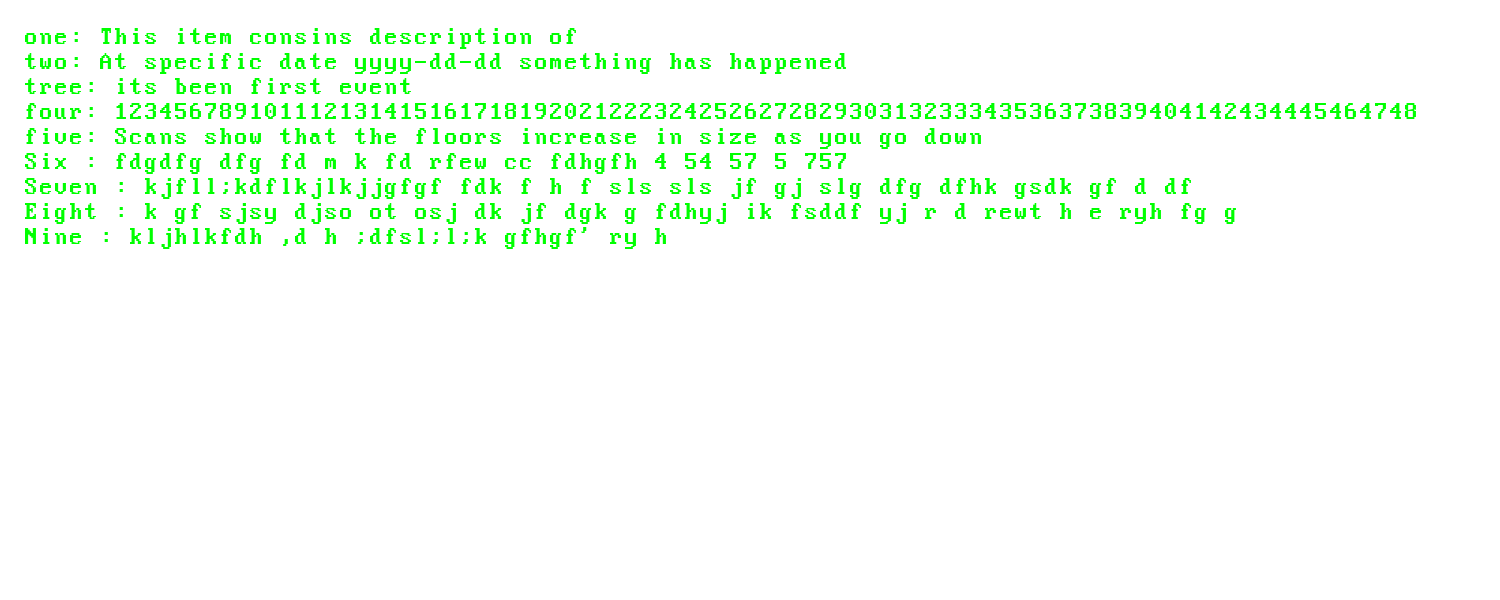 one: This item consins description of
two: At specific date yyyy-dd-dd something has happened
tree: its been first event
four: 123456789101112131415161718192021222324252627282930313233343536373839404142434445464748
five: Scans show that the floors increase in size as you go down
Six : fdgdfg dfg fd m k fd rfew cc fdhgfh 4 54 57 5 757
Seven : kjfll;kdflkjlkjjgfgf fdk f h f sls sls jf gj slg dfg dfhk gsdk gf d df
Eight : k gf sjsy djso ot osj dk jf dgk g fdhyj ik fsddf yj r d rewt h e ryh fg g
Nine : kljhlkfdh ,d h ;dfsl;l;k gfhgf' ry h